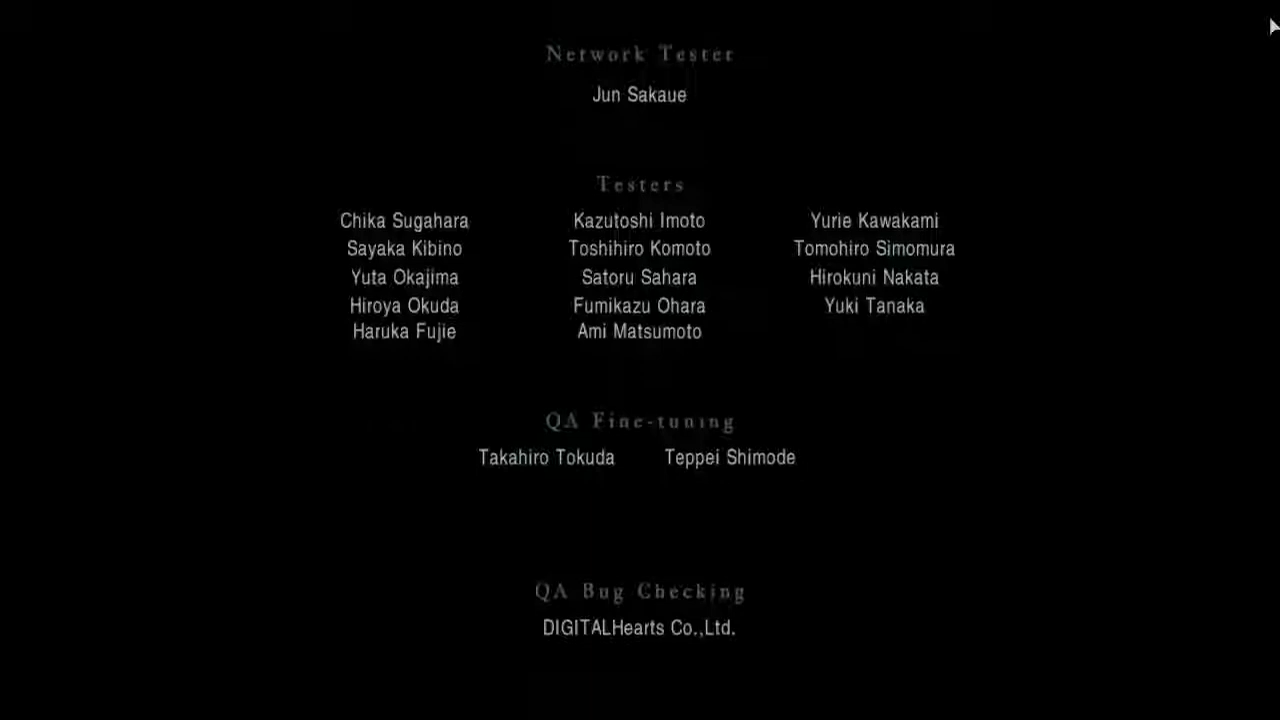 Network Tester
Jun Sakaue
Testers
Chika Sugahara Kazutoshi Imoto Yurie Kawakami
Sayaka Kibino Toshihiro Komoto Tomohiro Simomura
Yuta Okajima Satoru Sahara Hirokuni Nakata
Hiroya Okuda Fumikazu Ohara Yuki Tanaka
Haruka Fujie Ami Matsumoto
QA Fine-tuning
Takahiro Tokuda Teppei Shimode
QA Bug Checking
DIGITALHearts Co.,Ltd.